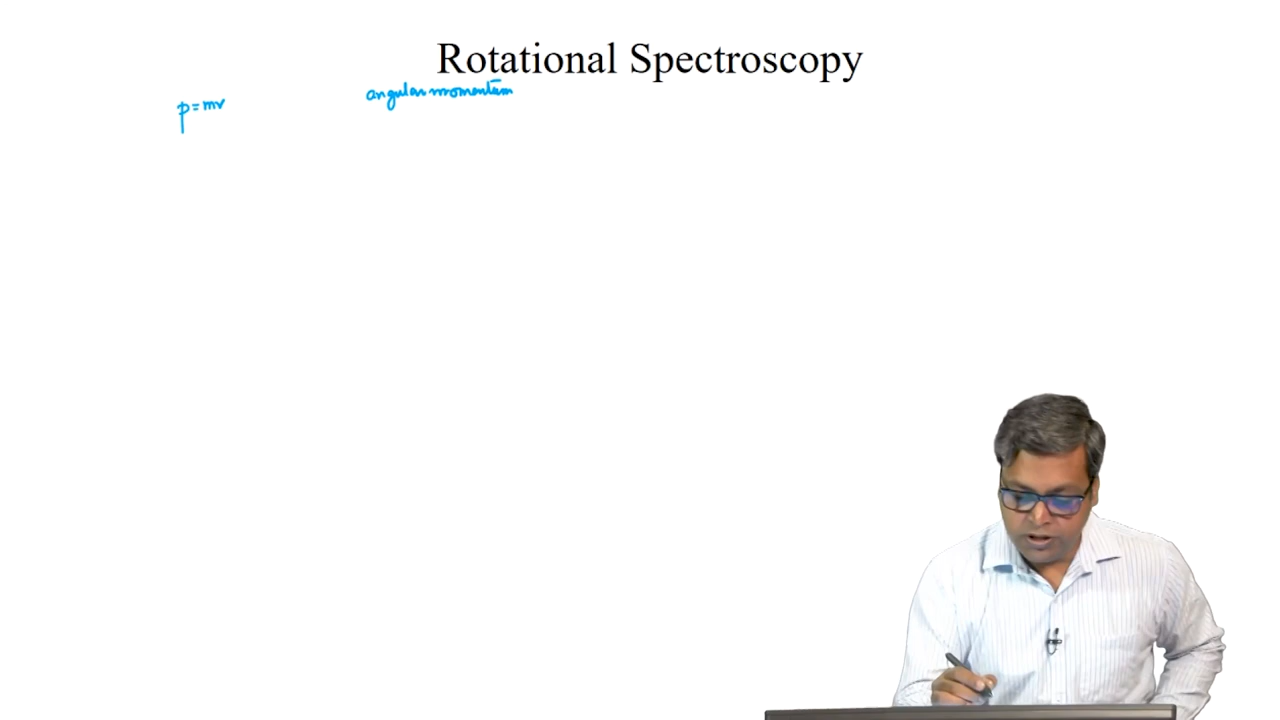 Rotational Spectroscopy
p = mv
angular momentum